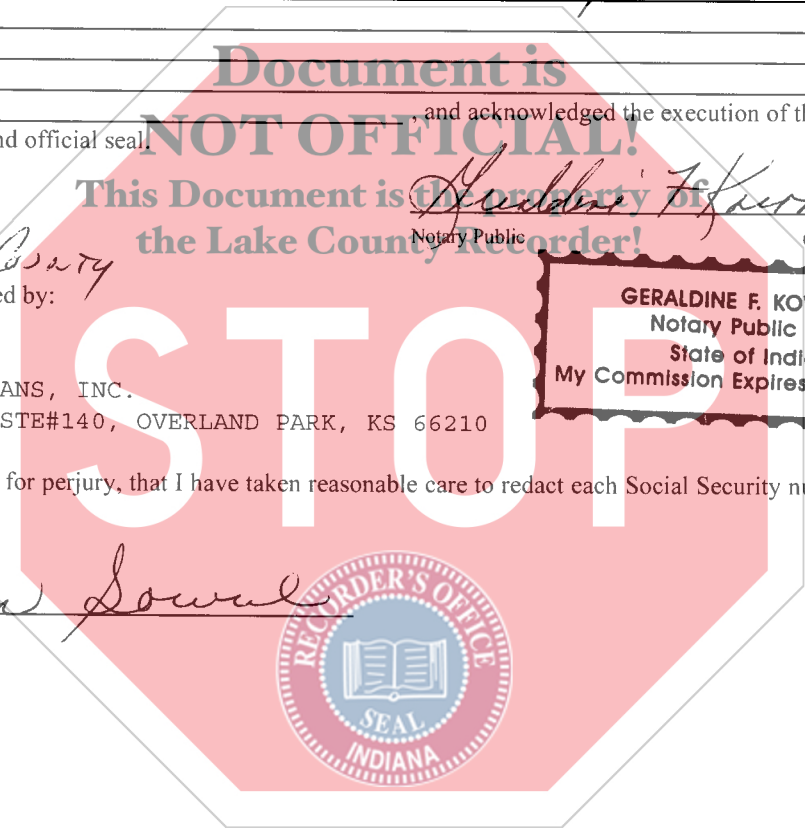 Document is
, and acknowledged the execution of th
nd official seal.
NOT OFFICIAL!
This Document is the property of
Geraldine F Kow
the Lake County Recorder!
Notary Public
County
ed by:
GERALDINE F. KO
Notary Public
State of Indi
My Commission Expires
STOP
ANS, INC.
STE#140, OVERLAND PARK, KS 66210
for perjury, that I have taken reasonable care to redact each Social Security nu
RECORDER'S OFFICE
SEAL
INDIANA